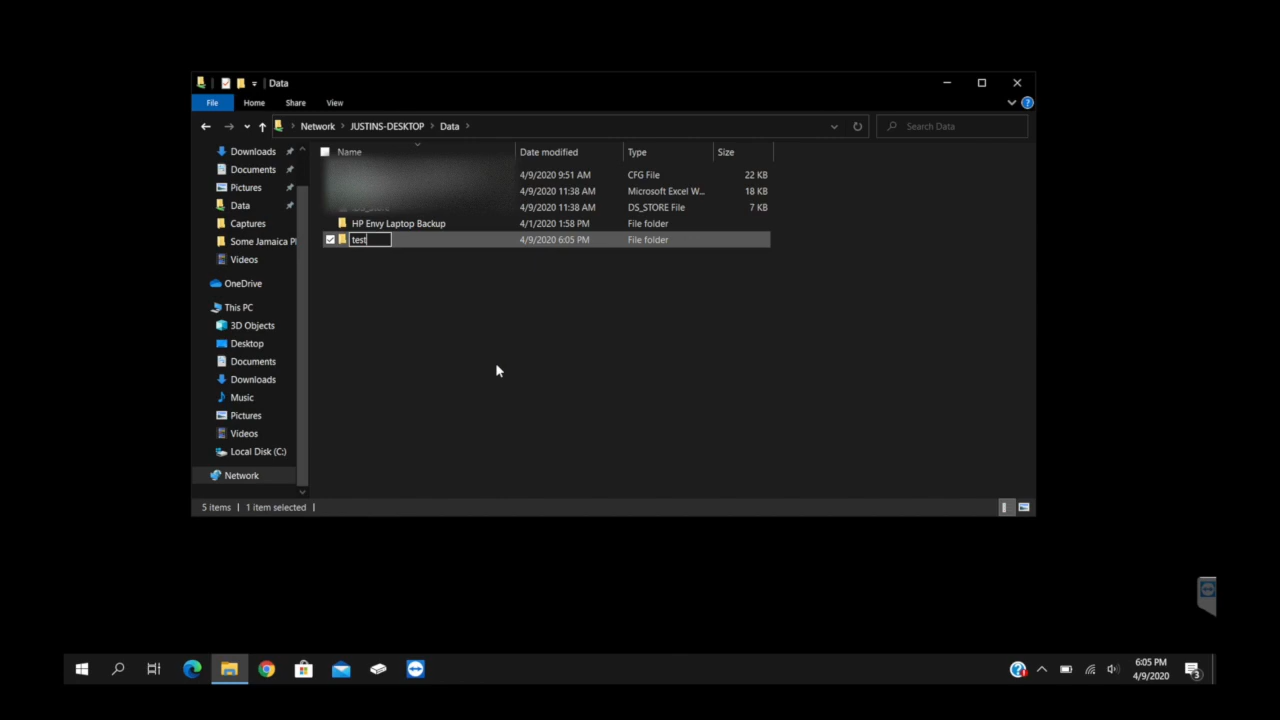 Data
File Home Share View
Network JUSTINS-DESKTOP Data Search Data
Name Date modified Type Size
Downloads
Documents
Pictures
Data
Captures
Some Jamaica
Videos
OneDrive
This PC
3D Objects
Desktop
Documents
Downloads
Music
Pictures
Videos
Local Disk (C:)
Network
4/9/2020 9:51 AM CFG File 22 KB
4/9/2020 11:38 AM Microsoft Excel W... 18 KB
4/9/2020 11:38 AM DS_STORE File 7 KB
HP Envy Laptop Backup 4/1/2020 1:58 PM File folder
test 4/9/2020 6:05 PM File folder
5 items 1 item selected
6:05 PM
4/9/2020
3